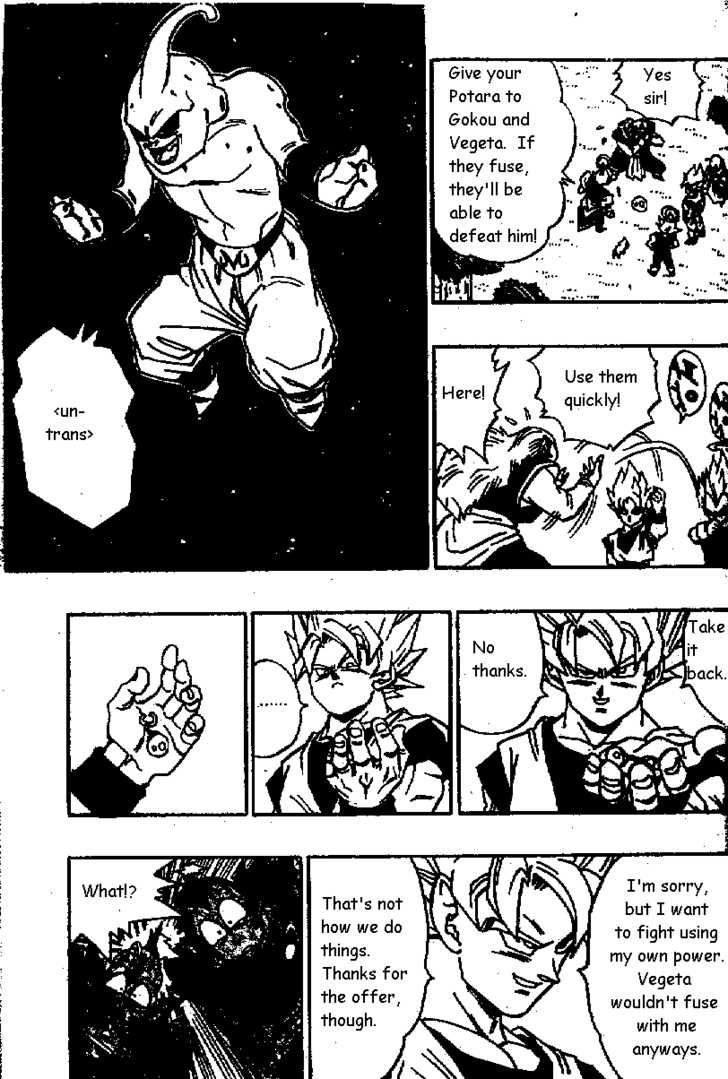 <un-
trans>
Give your
Potara to
Gokou and
Vegeta. If
they fuse,
they'll be
able to
defeat him!
Yes
sir!
Here!
Use them
quickly!
......
No
thanks.
Take
it
back.
What!?
That's not
how we do
things.
Thanks for
the offer,
though.
I'm sorry,
but I want
to fight using
my own power.
Vegeta
wouldn't fuse
with me
anyways.